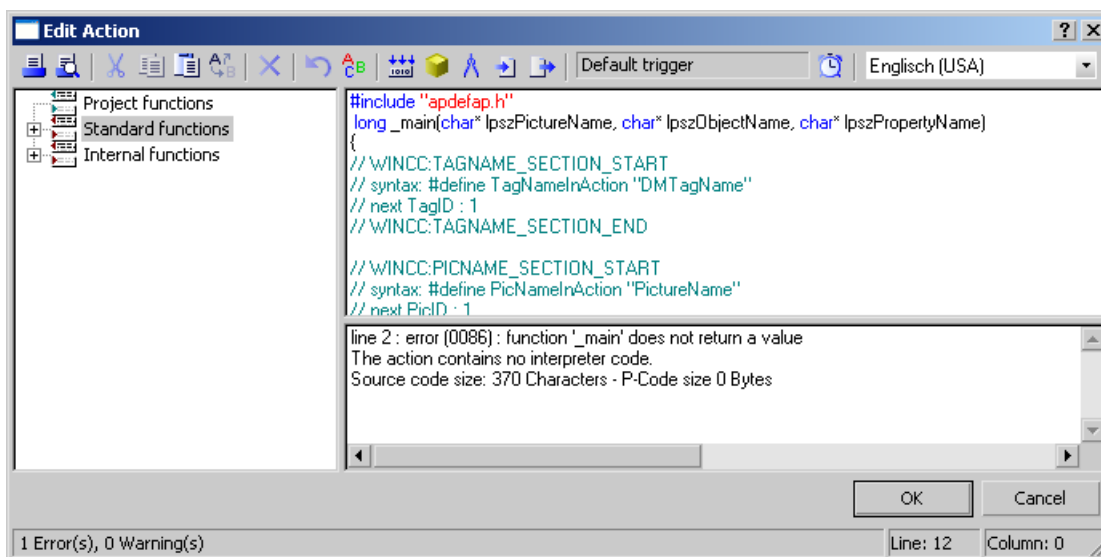 Edit Action
Default trigger
Englisch (USA)
Project functions
Standard functions
Internal functions
#include "apdefap.h"
long _main(char* lpszPictureName, char* lpszObjectName, char* lpszPropertyName)
{
// WINCC:TAGNAME_SECTION_START
// syntax: #define TagNameInAction "DMTagName"
// next TagID : 1
// WINCC:TAGNAME_SECTION_END
// WINCC:PICNAME_SECTION_START
// syntax: #define PicNameInAction "PictureName"
// next PicID : 1
line 2 : error (0086) : function '_main' does not return a value
The action contains no interpreter code.
Source code size: 370 Characters - P-Code size 0 Bytes
OK
Cancel
1 Error(s), 0 Warning(s)
Line: 12
Column: 0